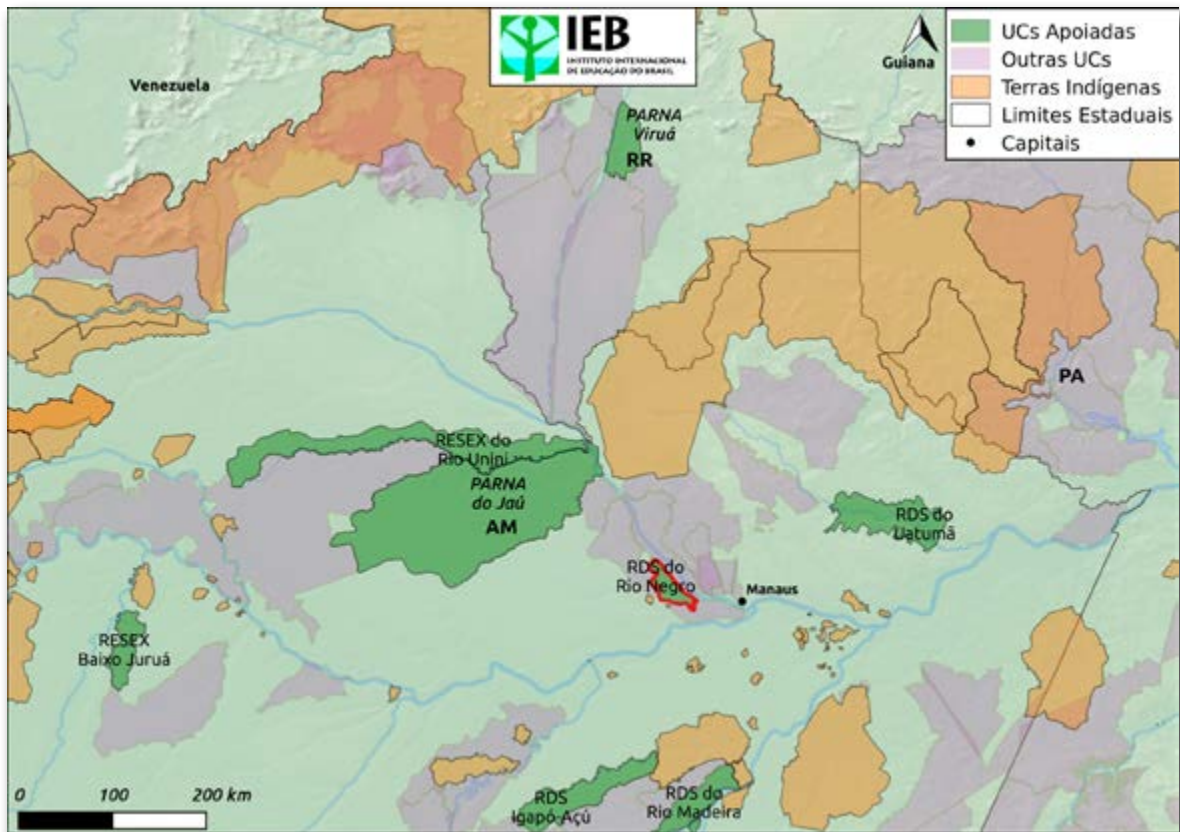 IEB
INSTITUTO INTERNACIONAL
DE EDUCAÇÃO DO BRASIL
Venezuela
Guiana
UCs Apoiadas
Outras UCs
Terras Indígenas
Limites Estaduais
Capitais
PARNA
Viruá
RR
PA
RESEX do
Rio Unini
PARNA
do Jaú
AM
RDS do
Uatumã
RDS do
Rio Negro
Manaus
RESEX
Baixo Juruá
RDS
Igapó-Açú
RDS do
Rio Madeira
0 100 200 km